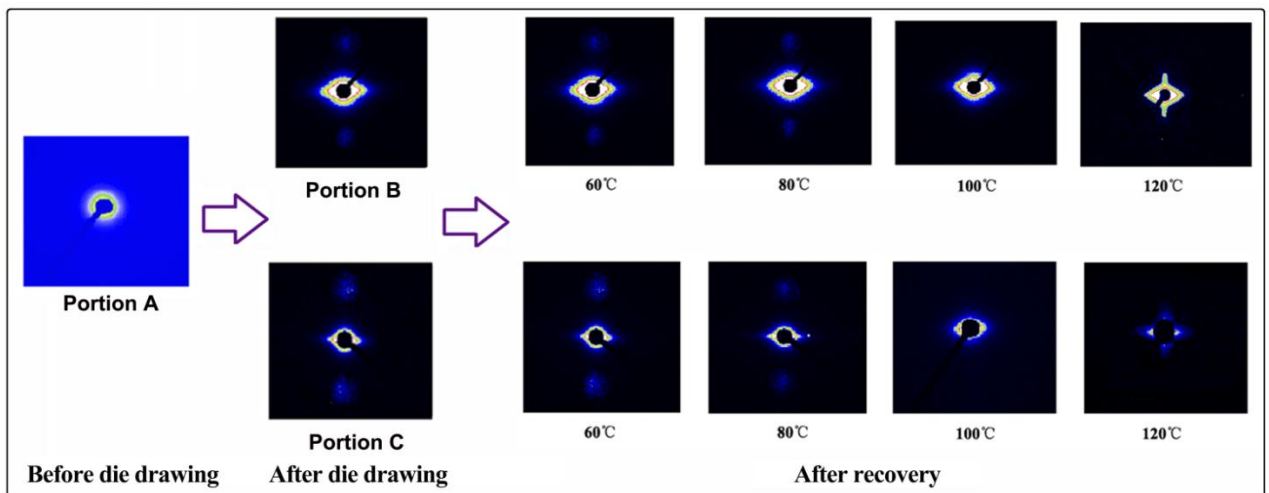 Portion A
Portion B
60℃ 80℃ 100℃ 120℃
Portion C
60℃ 80℃ 100℃ 120℃
Before die drawing After die drawing After recovery